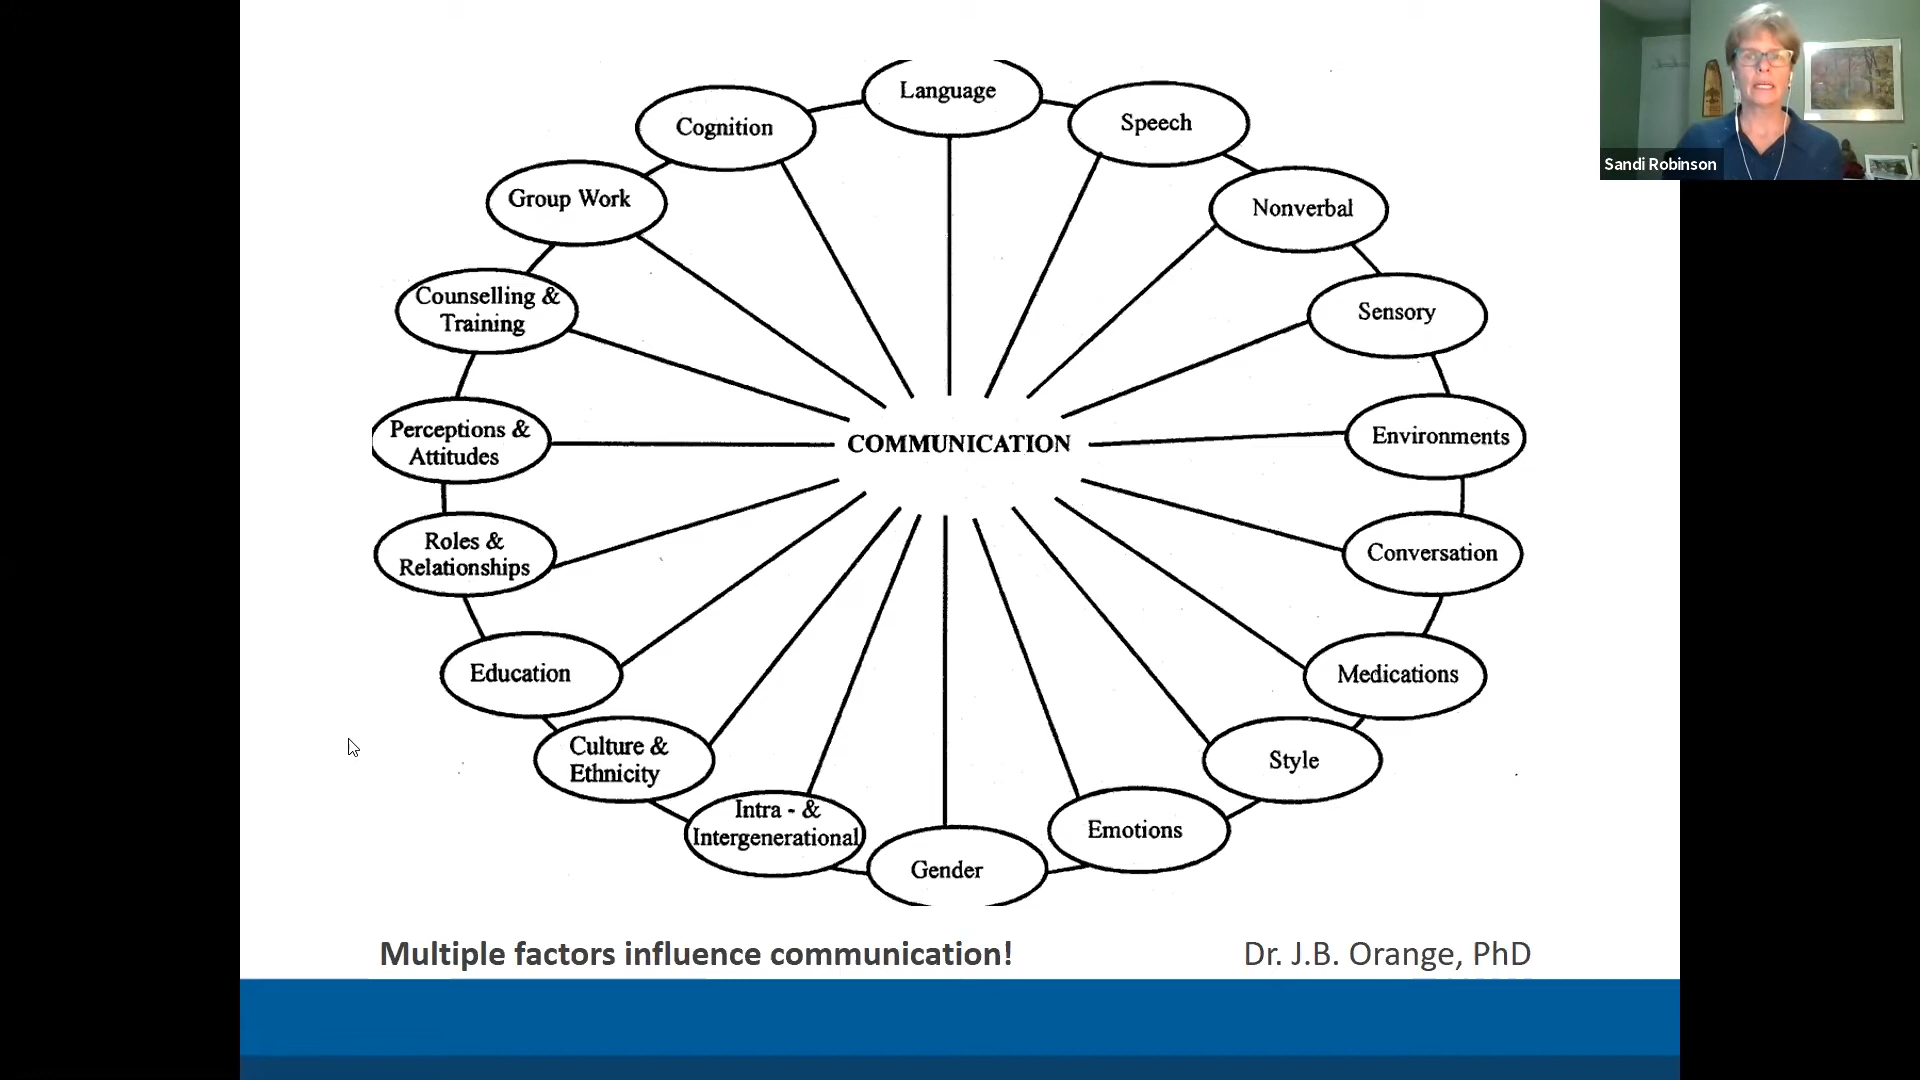 Language
Cognition
Speech
Group Work
Nonverbal
Counselling &
Training
Sensory
Perceptions &
Attitudes
COMMUNICATION
Environments
Roles &
Relationships
Conversation
Education
Medications
Culture &
Ethnicity
Style
Intra - &
Intergenerational
Emotions
Gender
Multiple factors influence communication!
Dr. J.B. Orange, PhD
Sandi Robinson